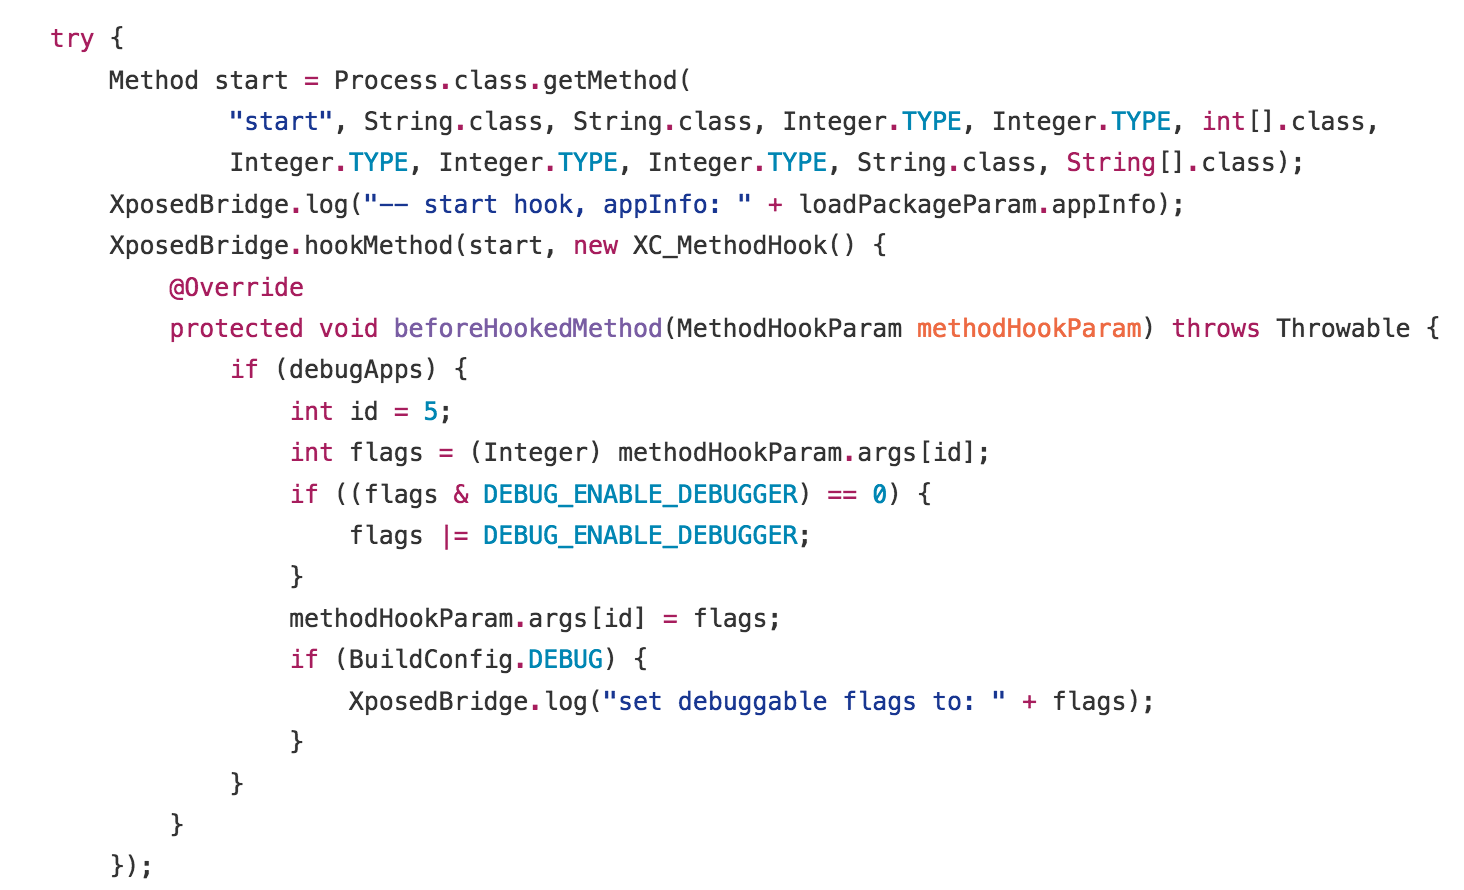 try {
    Method start = Process.class.getMethod(
            "start", String.class, String.class, Integer.TYPE, Integer.TYPE, int[].class,
            Integer.TYPE, Integer.TYPE, Integer.TYPE, String.class, String[].class);
    XposedBridge.log("-- start hook, appInfo: " + loadPackageParam.appInfo);
    XposedBridge.hookMethod(start, new XC_MethodHook() {
        @Override
        protected void beforeHookedMethod(MethodHookParam methodHookParam) throws Throwable {
            if (debugApps) {
                int id = 5;
                int flags = (Integer) methodHookParam.args[id];
                if ((flags & DEBUG_ENABLE_DEBUGGER) == 0) {
                    flags |= DEBUG_ENABLE_DEBUGGER;
                }
                methodHookParam.args[id] = flags;
                if (BuildConfig.DEBUG) {
                    XposedBridge.log("set debuggable flags to: " + flags);
                }
            }
        }
    });